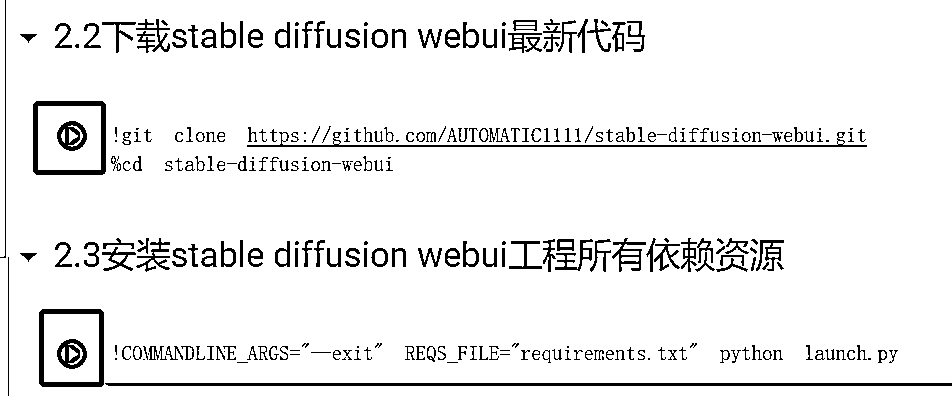 2.2下载stable diffusion webui最新代码
!git clone https://github.com/AUTOMATIC1111/stable-diffusion-webui.git
%cd stable-diffusion-webui
2.3安装stable diffusion webui工程所有依赖资源
!COMMANDLINE_ARGS="--exit" REQS_FILE="requirements.txt" python launch.py